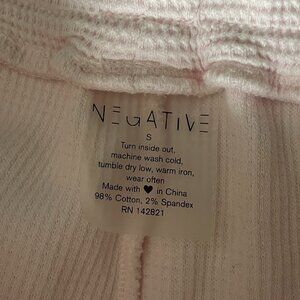 NEGATIVE
S
Turn inside out,
machine wash cold,
tumble dry low, warm iron,
wear often
Made with ♥ in China
98% Cotton, 2% Spandex
RN 142821